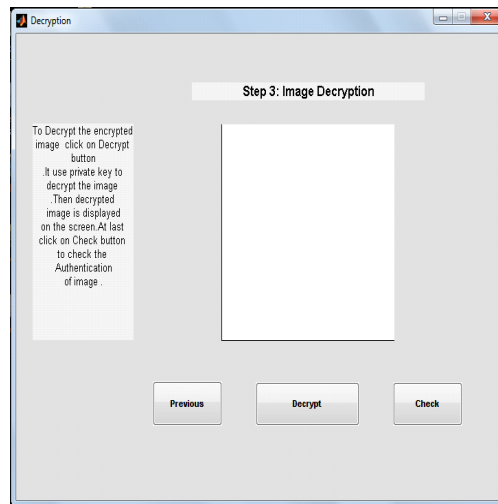 Decryption
Step 3: Image Decryption
To Decrypt the encrypted
image click on Decrypt
button
.It use private key to
decrypt the image
.Then decrypted
image is displayed
on the screen.At last
click on Check button
to check the
Authentication
of image .
Previous
Decrypt
Check